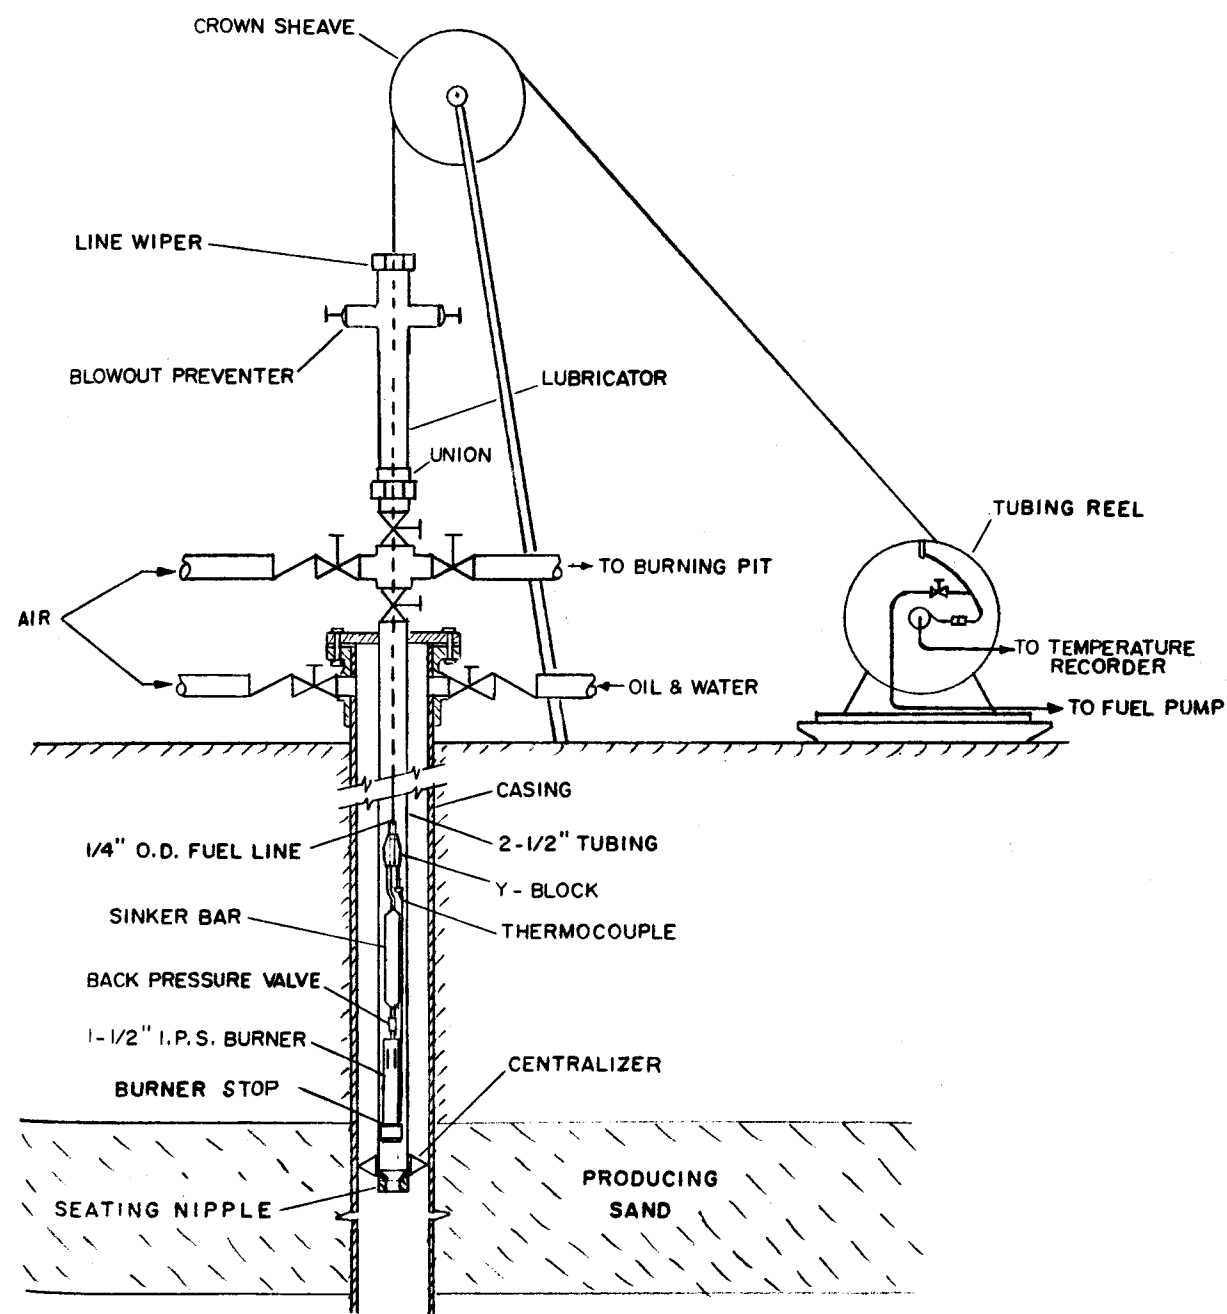 CROWN SHEAVE
LINE WIPER
BLOWOUT PREVENTER
LUBRICATOR
UNION
TUBING REEL
TO BURNING PIT
AIR
TO TEMPERATURE
RECORDER
OIL & WATER
TO FUEL PUMP
CASING
1/4" O.D. FUEL LINE
2-1/2" TUBING
Y - BLOCK
SINKER BAR
THERMOCOUPLE
BACK PRESSURE VALVE
1-1/2" I.P.S. BURNER
CENTRALIZER
BURNER STOP
PRODUCING
SAND
SEATING NIPPLE